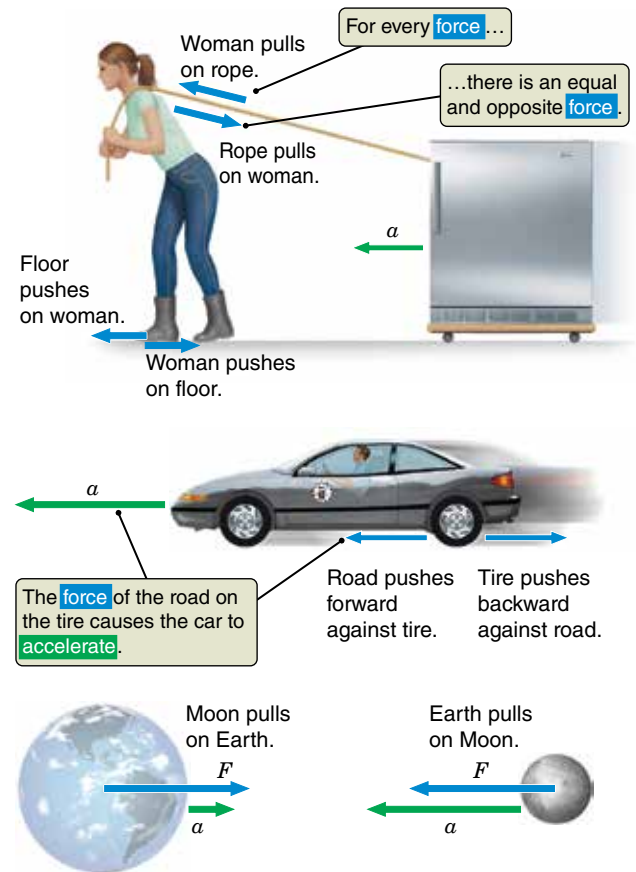 For every force …
Woman pulls
on rope.
…there is an equal
and opposite force.
Rope pulls
on woman.
a
Floor
pushes
on woman.
Woman pushes
on floor.
a
The force of the road on
the tire causes the car to
accelerate.
Road pushes
forward
against tire.
Tire pushes
backward
against road.
Moon pulls
on Earth.
F
a
Earth pulls
on Moon.
F
a